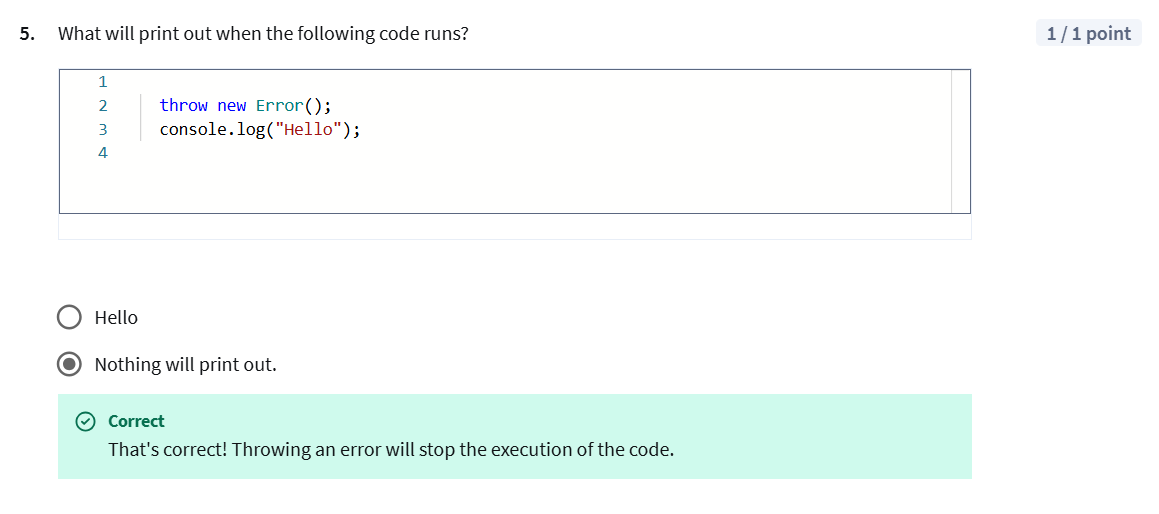 5. What will print out when the following code runs?
1 / 1 point
1
2 throw new Error();
3 console.log("Hello");
4
Hello
Nothing will print out.
Correct
That's correct! Throwing an error will stop the execution of the code.